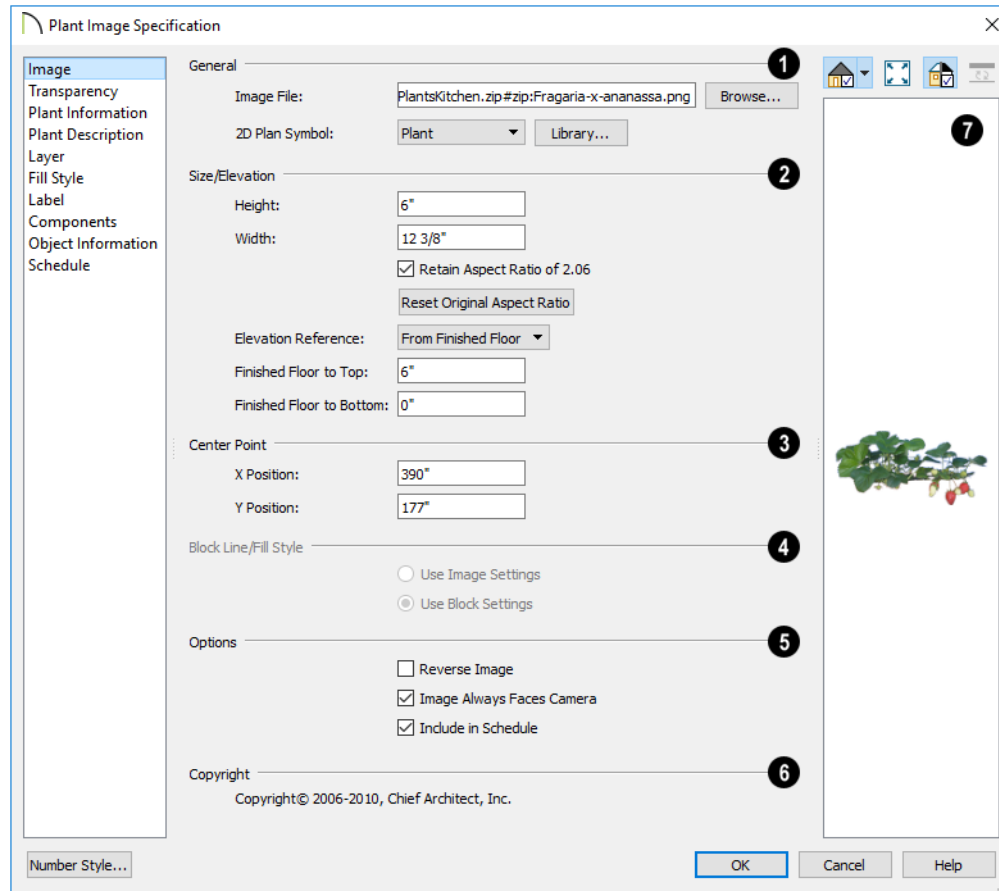 Plant Image Specification
Image
Transparency
Plant Information
Plant Description
Layer
Fill Style
Label
Components
Object Information
Schedule
General 1
Image File: PlantsKitchen.zip#zip:Fragaria-x-ananassa.png Browse...
2D Plan Symbol: Plant Library...
Size/Elevation 2
Height: 6"
Width: 12 3/8"
Retain Aspect Ratio of 2.06
Reset Original Aspect Ratio
Elevation Reference: From Finished Floor
Finished Floor to Top: 6"
Finished Floor to Bottom: 0"
Center Point 3
X Position: 390"
Y Position: 177"
Block Line/Fill Style 4
Use Image Settings
Use Block Settings
Options 5
Reverse Image
Image Always Faces Camera
Include in Schedule
Copyright 6
Copyright© 2006-2010, Chief Architect, Inc.
7
Number Style... OK Cancel Help